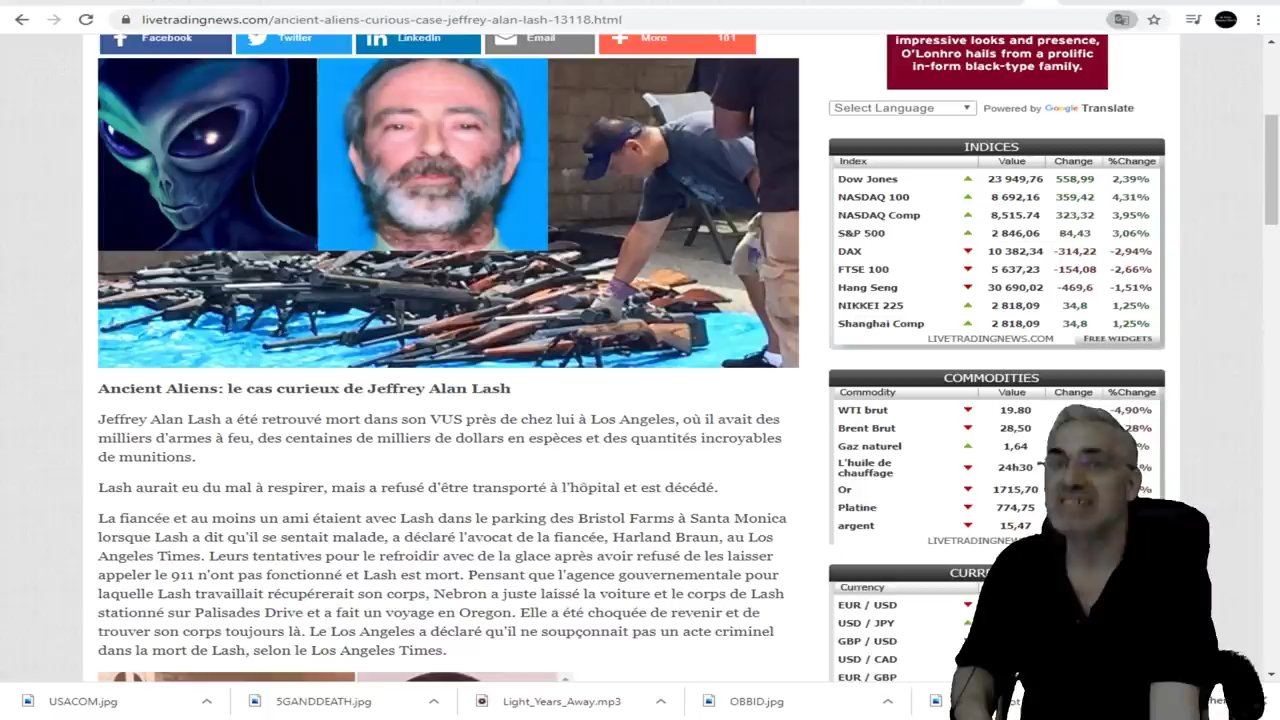 livetradingnews.com/ancient-aliens-curious-case-jeffrey-alan-lash-13118.html
Facebook
Twitter
LinkedIn
Email
More
181
impressive looks and presence,
O'Lonhro hails from a prolific
in-form black-type family.
Select Language Powered by Google Translate
INDICES
Index Value Change %Change
Dow Jones 23 949,76 558,99 2,39%
NASDAQ 100 8 692,16 359,42 4,31%
NASDAQ Comp 8,515.74 323,32 3,95%
S&P 500 2 846,06 84,43 3,06%
DAX 10 382,34 -314,22 -2,94%
FTSE 100 5 637,23 -154,08 -2,66%
Hang Seng 30 690,02 -469,6 -1,51%
NIKKEI 225 2 818,09 34,8 1,25%
Shanghai Comp 2 818,09 34,8 1,25%
LIVETRADINGNEWS.COM FREE WIDGETS
Ancient Aliens: le cas curieux de Jeffrey Alan Lash
Jeffrey Alan Lash a été retrouvé mort dans son VUS près de chez lui à Los Angeles, où il avait des
milliers d'armes à feu, des centaines de milliers de dollars en espèces et des quantités incroyables
de munitions.
Lash aurait eu du mal à respirer, mais a refusé d'être transporté à l'hôpital et est décédé.
La fiancée et au moins un ami étaient avec Lash dans le parking des Bristol Farms à Santa Monica
lorsque Lash a dit qu'il se sentait malade, a déclaré l'avocat de la fiancée, Harland Braun, au Los
Angeles Times. Leurs tentatives pour le refroidir avec de la glace après avoir refusé de les laisser
appeler le 911 n'ont pas fonctionné et Lash est mort. Pensant que l'agence gouvernementale pour
laquelle Lash travaillait récupérerait son corps, Nebron a juste laissé la voiture et le corps de Lash
stationné sur Palisades Drive et a fait un voyage en Oregon. Elle a été choquée de revenir et de
trouver son corps toujours là. Le Los Angeles a déclaré qu'il ne soupçonnait pas un acte criminel
dans la mort de Lash, selon le Los Angeles Times.
COMMODITIES
Commodity Value Change %Change
WTI brut 19.80 -4,90%
Brent Brut 28,50 28%
Gaz naturel 1,64 %
L'huile de
chauffage 24h30
Or 1715,70 %
Platine 774,75
argent 15,47
LIVETRADINGNEWS
Currency
EUR / USD
USD / JPY
GBP / USD
USD / CAD
EUR / GBP
USACOM.jpg
5GANDDEATH.jpg
Light_Years_Away.mp3
OBBID.jpg